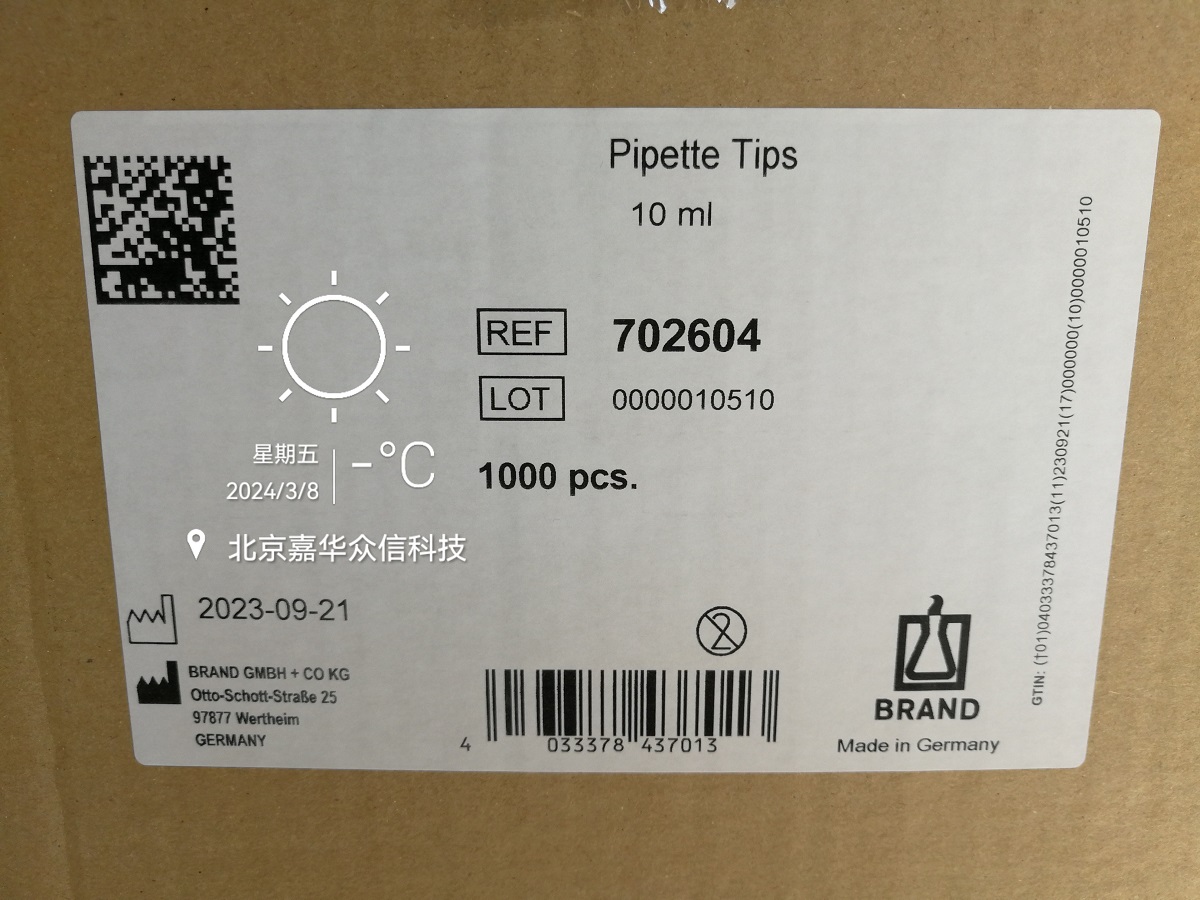 Pipette Tips
10 ml
REF 702604
LOT 0000010510
1000 pcs.
星期五
2024/3/8
-°C
北京嘉华众信科技
2023-09-21
BRAND GMBH + CO KG
Otto-Schott-Straße 25
97877 Wertheim
GERMANY
2
4 033378 437013
BRAND
Made in Germany
GTIN: (01)04033378437013(11)230921(17)000000(10)0000010510